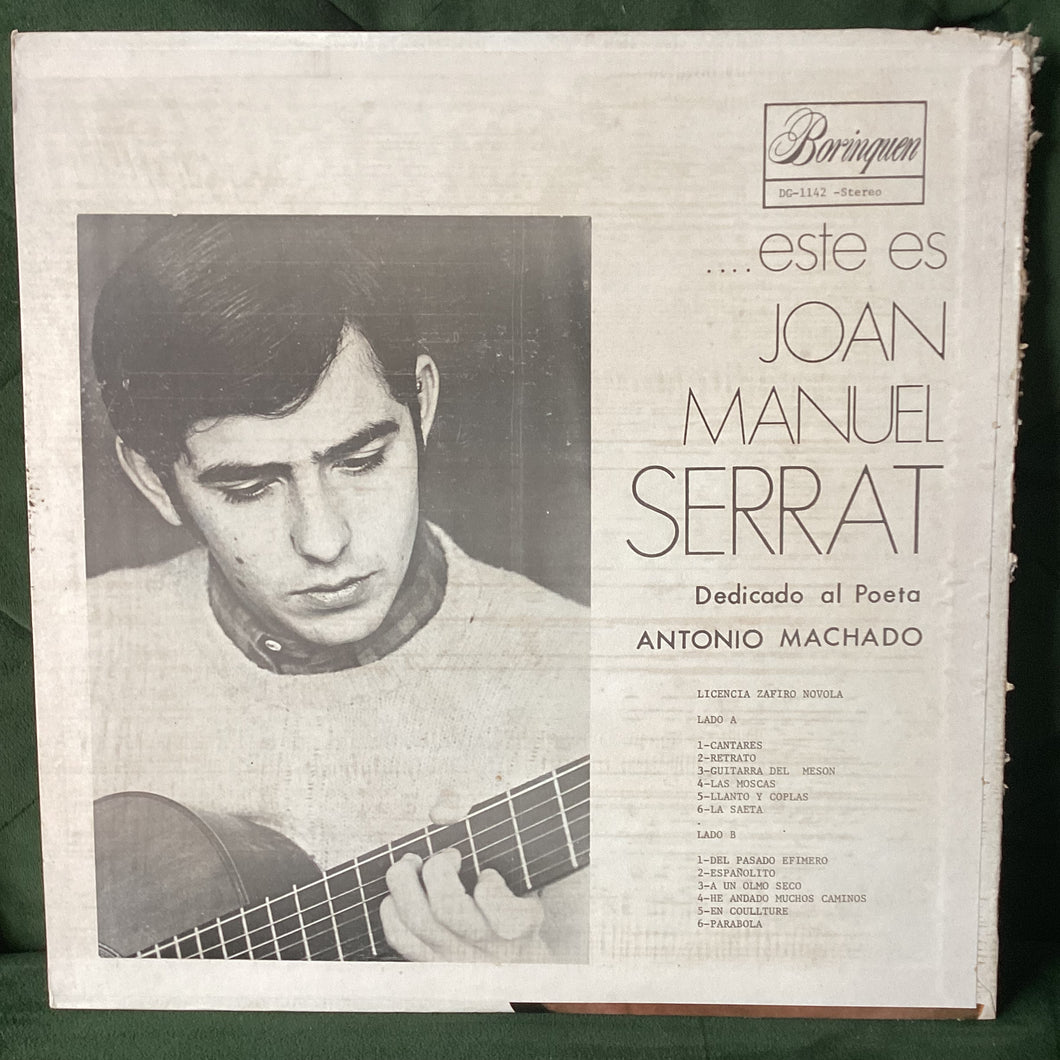 Borinquen
DG-1142 -Stereo
....este es
JOAN
MANUEL
SERRAT
Dedicado al Poeta
ANTONIO MACHADO
LICENCIA ZAFIRO NOVOLA
LADO A
1-CANTARES
2-RETRATO
3-GUITARRA DEL MESON
4-LAS MOSCAS
5-LLANTO Y COPLAS
6-LA SAETA
LADO B
1-DEL PASADO EFIMERO
2-ESPAÑOLITO
3-A UN OLMO SECO
4-HE ANDADO MUCHOS CAMINOS
5-EN COULLTURE
6-PARABOLA